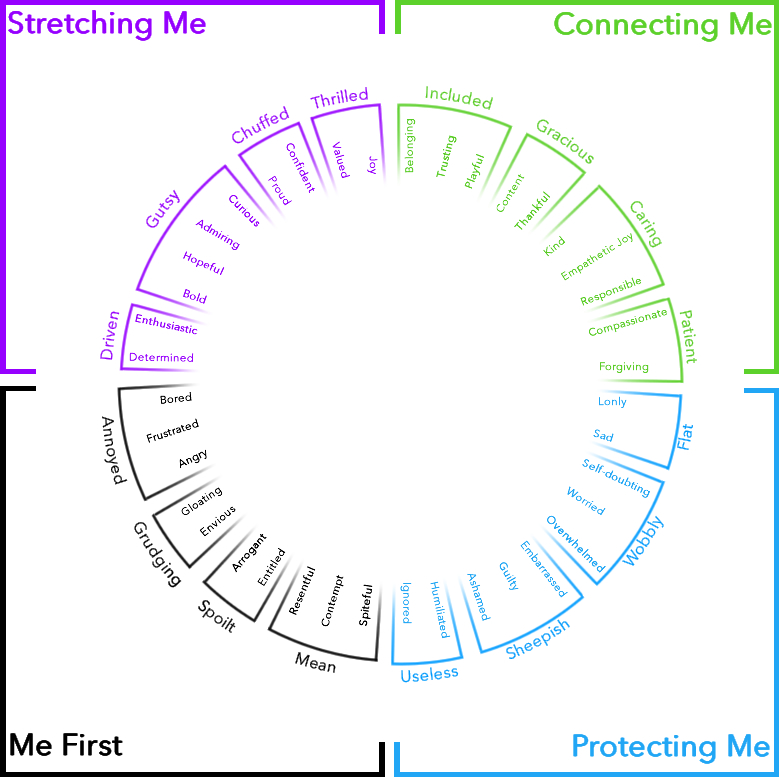 Stretching Me
Connecting Me
Thrilled
Valued
Joy
Chuffed
Proud
Confident
Gutsy
Curious
Admiring
Hopeful
Bold
Driven
Enthusiastic
Determined
Included
Belonging
Trusting
Playful
Gracious
Content
Thankful
Caring
Kind
Empathetic Joy
Responsible
Patient
Compassionate
Forgiving
Annoyed
Bored
Frustrated
Angry
Grudging
Gloating
Envious
Spoilt
Arrogant
Entitled
Mean
Resentful
Contempt
Spiteful
Flat
Lonly
Sad
Wobbly
Self-doubting
Worried
Overwhelmed
Sheepish
Embarrassed
Guilty
Ashamed
Useless
Humiliated
Ignored
Me First
Protecting Me